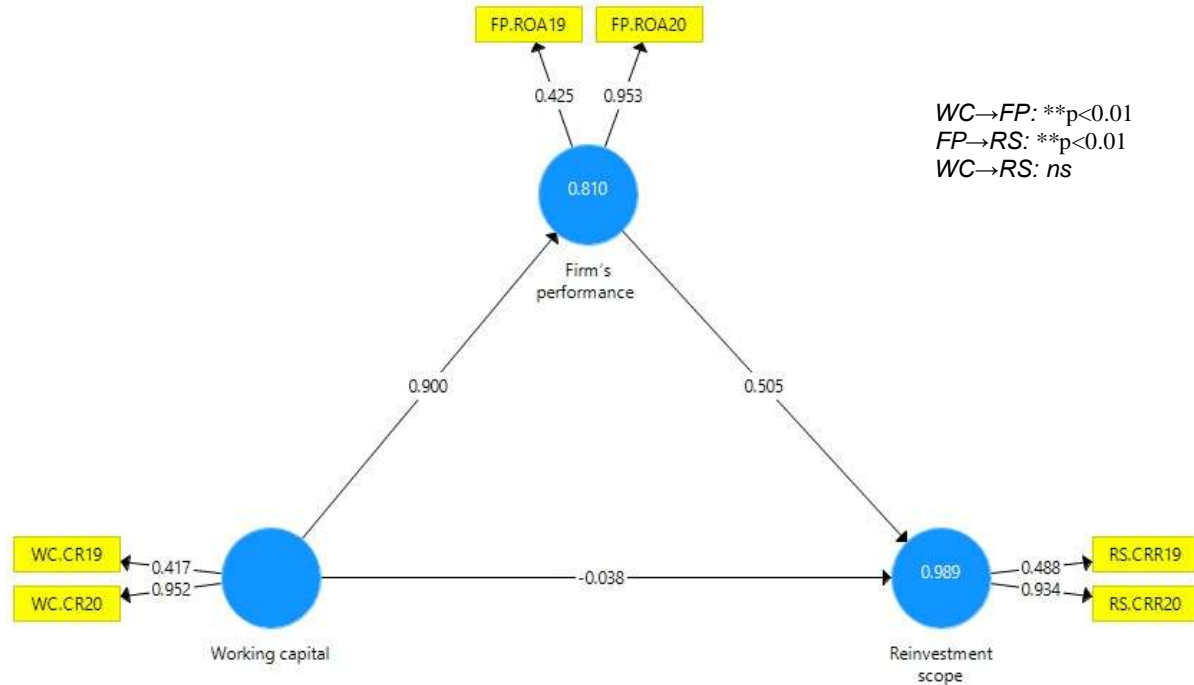 FP.ROA19 FP.ROA20
0.425 0.953
WC→FP: **p<0.01
FP→RS: **p<0.01
WC→RS: ns
0.810
Firm's
performance
0.900 0.505
WC.CR19 0.417
WC.CR20 0.952
-0.038
0.989
0.488 RS.CRR19
0.934 RS.CRR20
Working capital
Reinvestment
scope